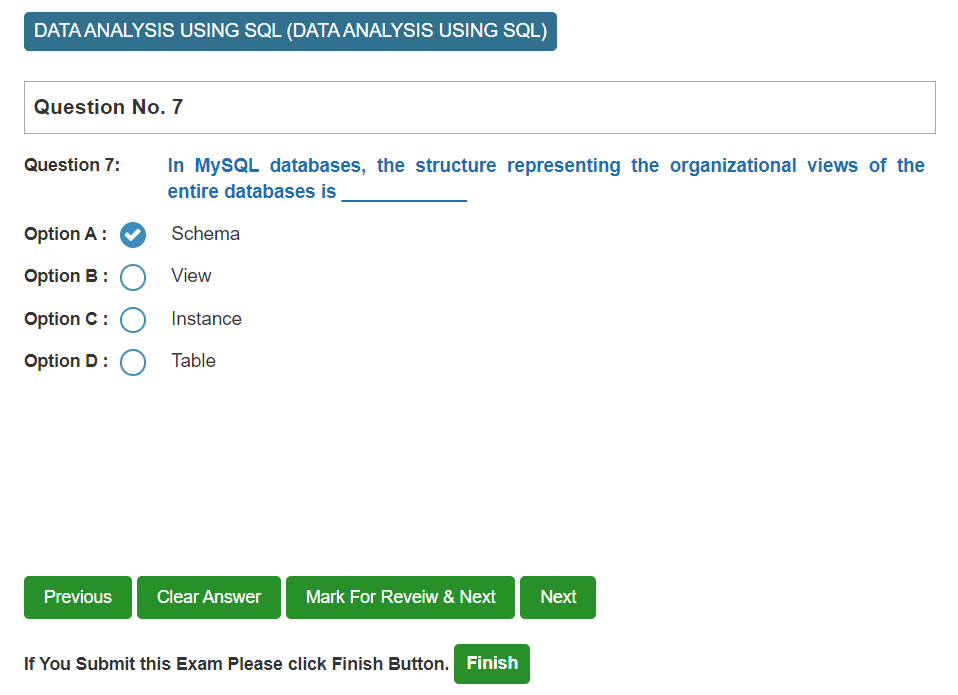 DATA ANALYSIS USING SQL (DATA ANALYSIS USING SQL)
Question No. 7
Question 7: In MySQL databases, the structure representing the organizational views of the
entire databases is ____________
Option A : Schema
Option B : View
Option C : Instance
Option D : Table
Previous Clear Answer Mark For Reveiw & Next Next
If You Submit this Exam Please click Finish Button. Finish